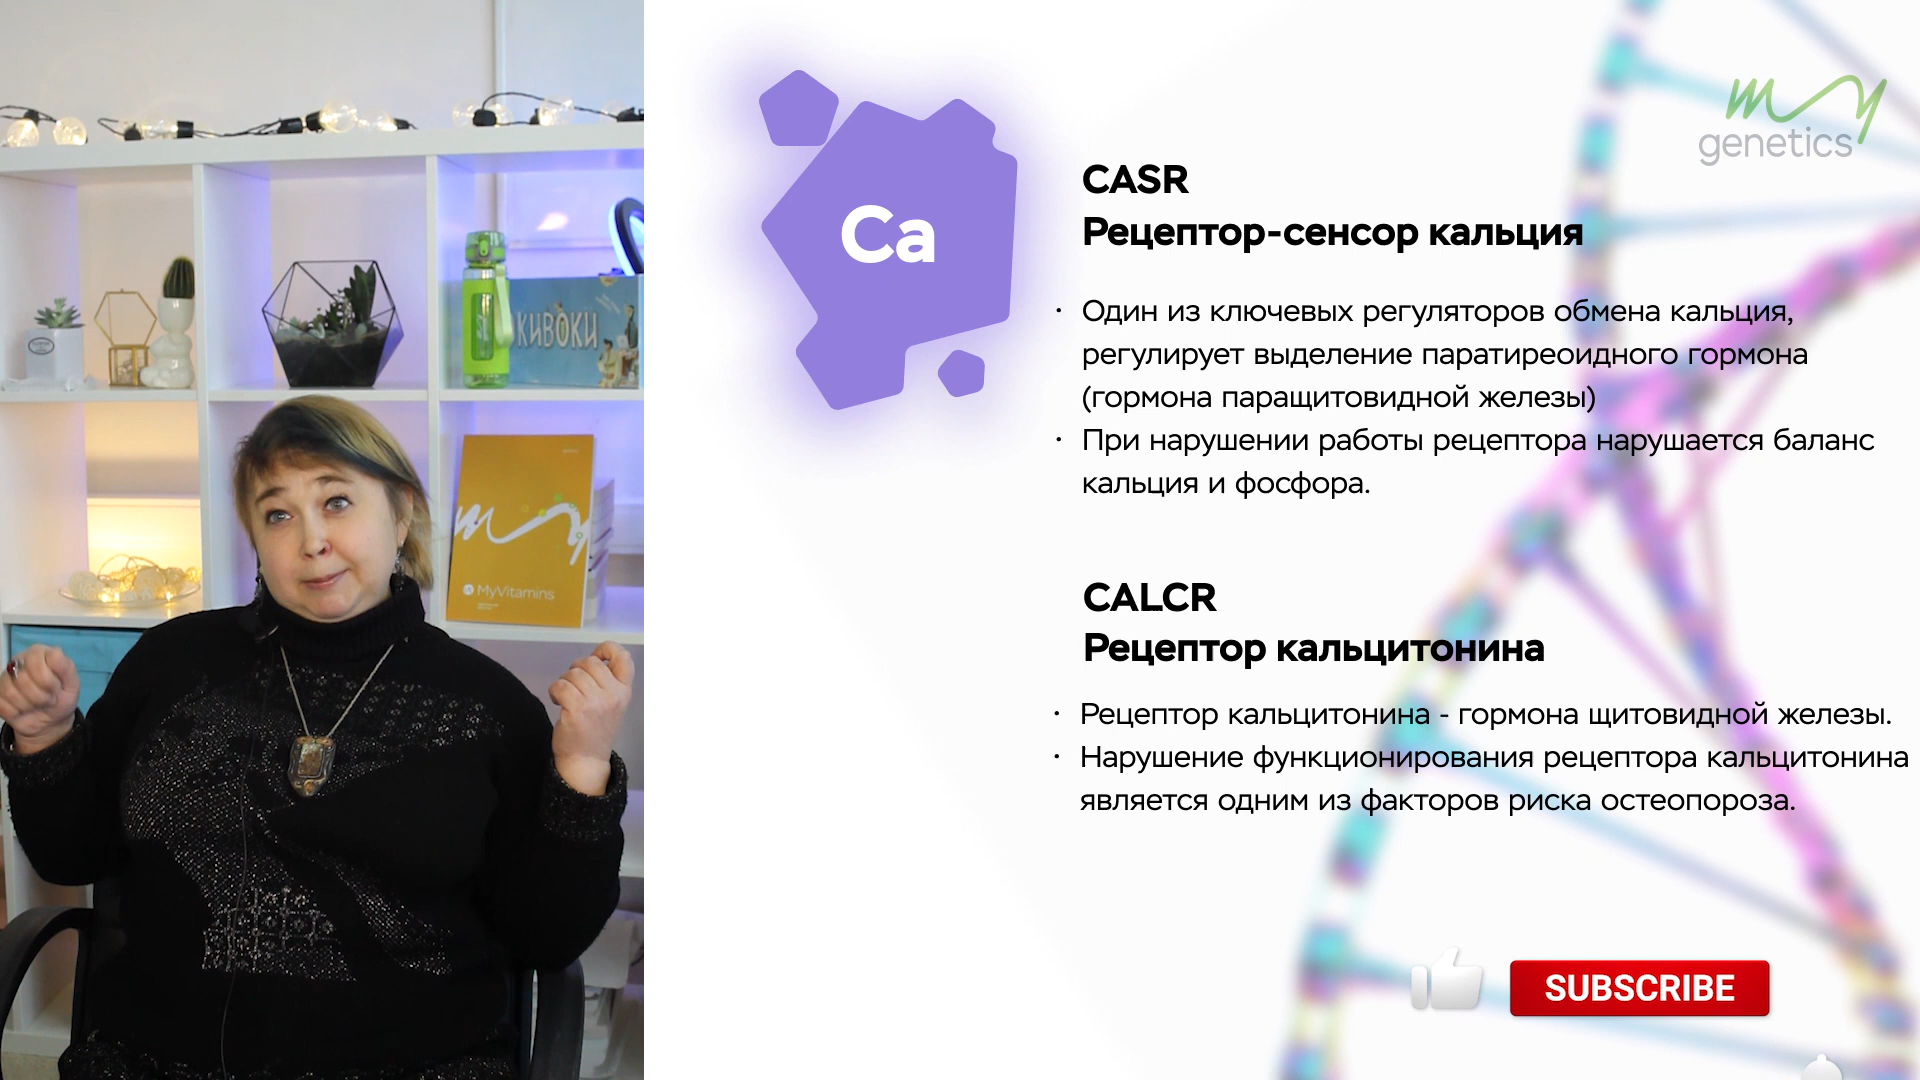 my
genetics
Ca
CASR
Рецептор-сенсор кальция
· Один из ключевых регуляторов обмена кальция,
регулирует выделение паратиреоидного гормона
(гормона паращитовидной железы)
· При нарушении работы рецептора нарушается баланс
кальция и фосфора.
CALCR
Рецептор кальцитонина
· Рецептор кальцитонина - гормона щитовидной железы.
· Нарушение функционирования рецептора кальцитонина
является одним из факторов риска остеопороза.
SUBSCRIBE
my
MyVitamins